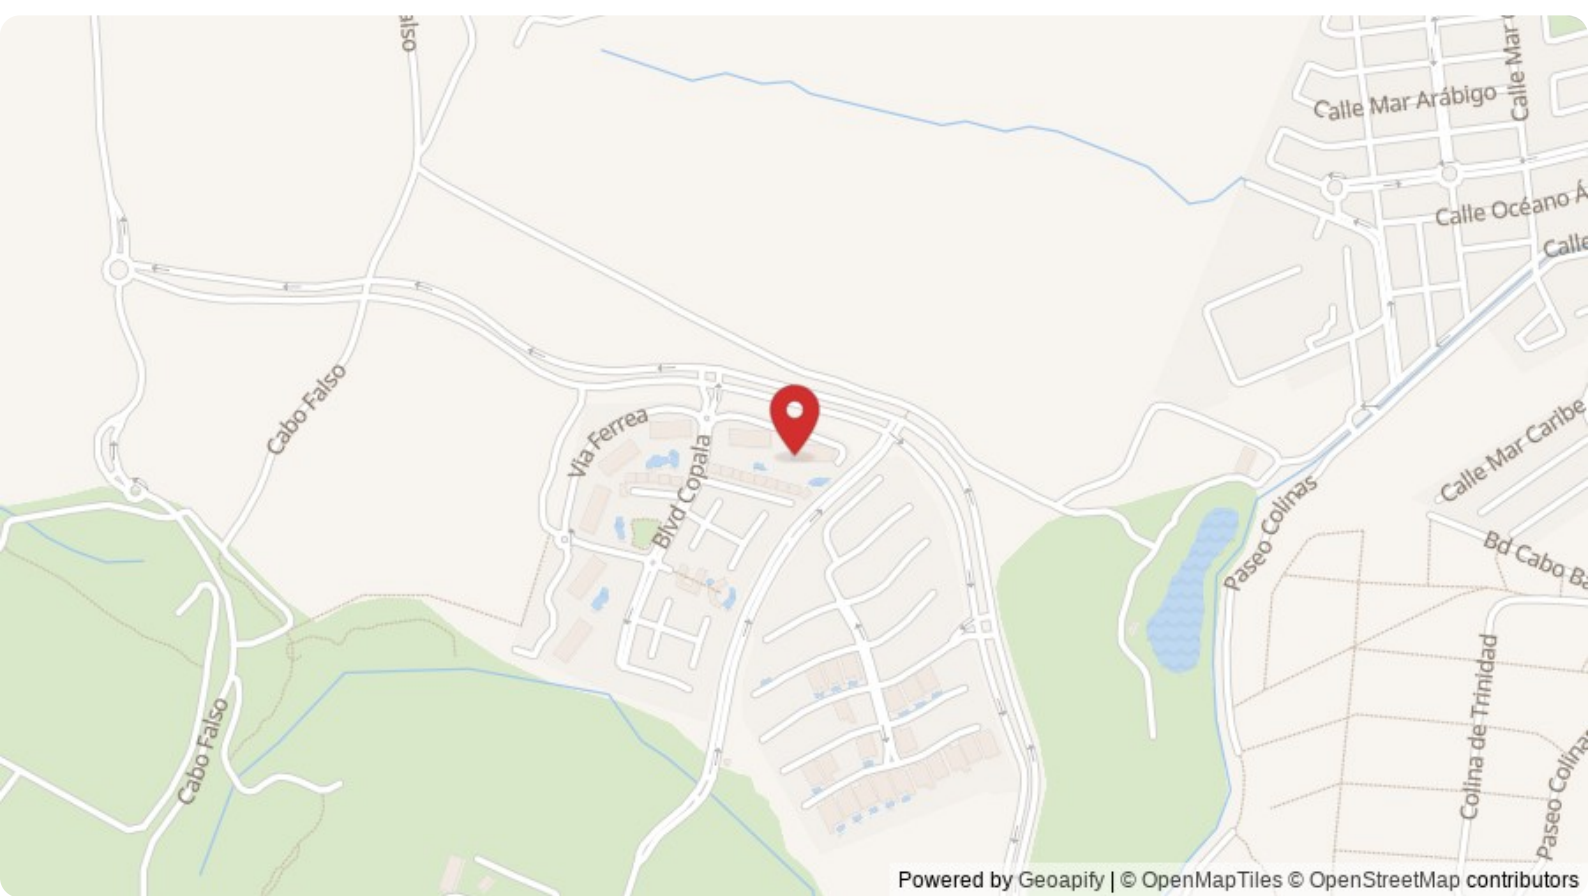 Calle Mar Arábigo
Calle Mar
Calle Océano Á
Calle
Cabo Falso
Via Ferrea
Blvd Copala
Calle Mar Caribe
Paseo Colinas
Bd Cabo Ba
Colina de Trinidad
Cabo Falso
Paseo Colinas
Powered by Geoapify | © OpenMapTiles © OpenStreetMap contributors